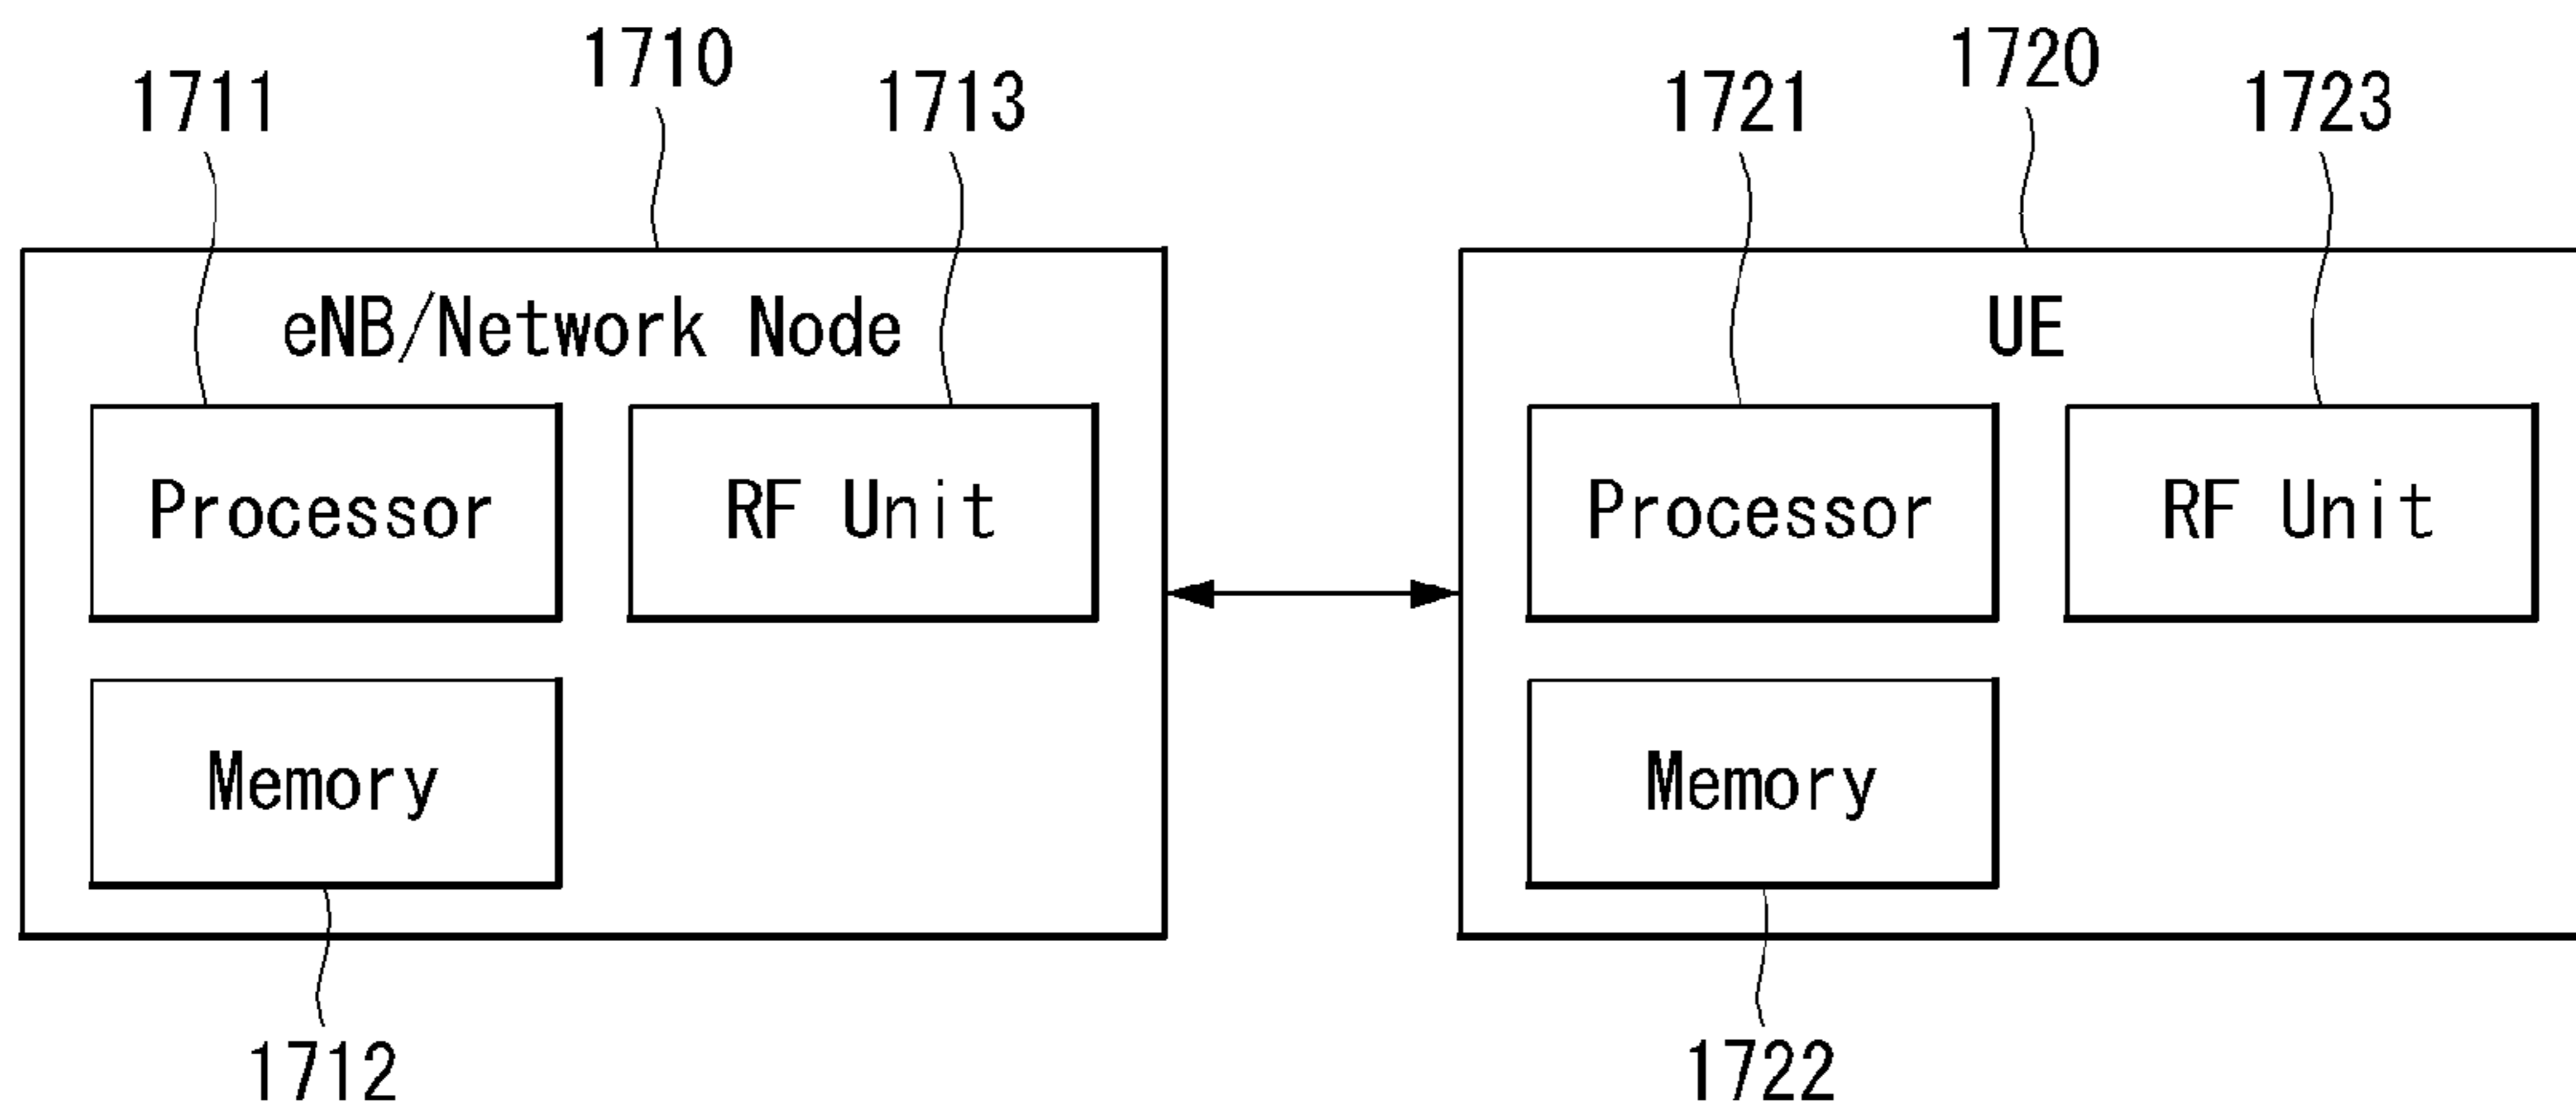 1710
1720
1711
1713
1721
1723
eNB/Network Node
UE
Processor
RF Unit
Processor
RF Unit
Memory
Memory
1712
1722